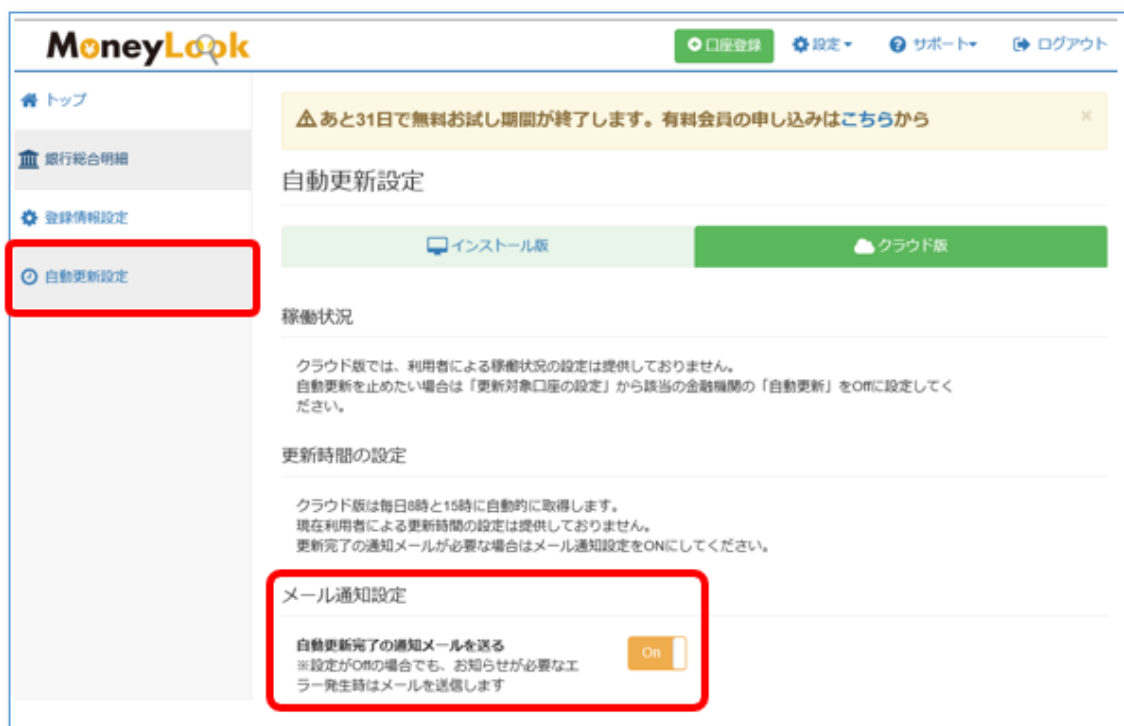 MoneyLook
口座登録
設定
サポート
ログアウト
トップ
銀行総合明細
登録情報設定
自動更新設定
あと31日で無料お試し期間が終了します。有料会員の申し込みはこちらから
×
自動更新設定
インストール版
クラウド版
稼働状況
クラウド版では、利用者による稼働状況の設定は提供しておりません。
自動更新を止めたい場合は「更新対象口座の設定」から該当の金融機関の「自動更新」をOffに設定してく
ださい。
更新時間の設定
クラウド版は毎日8時と15時に自動的に取得します。
現在利用者による更新時間の設定は提供しておりません。
更新完了の通知メールが必要な場合はメール通知設定をONにしてください。
メール通知設定
自動更新完了の通知メールを送る
On
※設定がOffの場合でも、お知らせが必要なエ
ラー発生時はメールを送信します